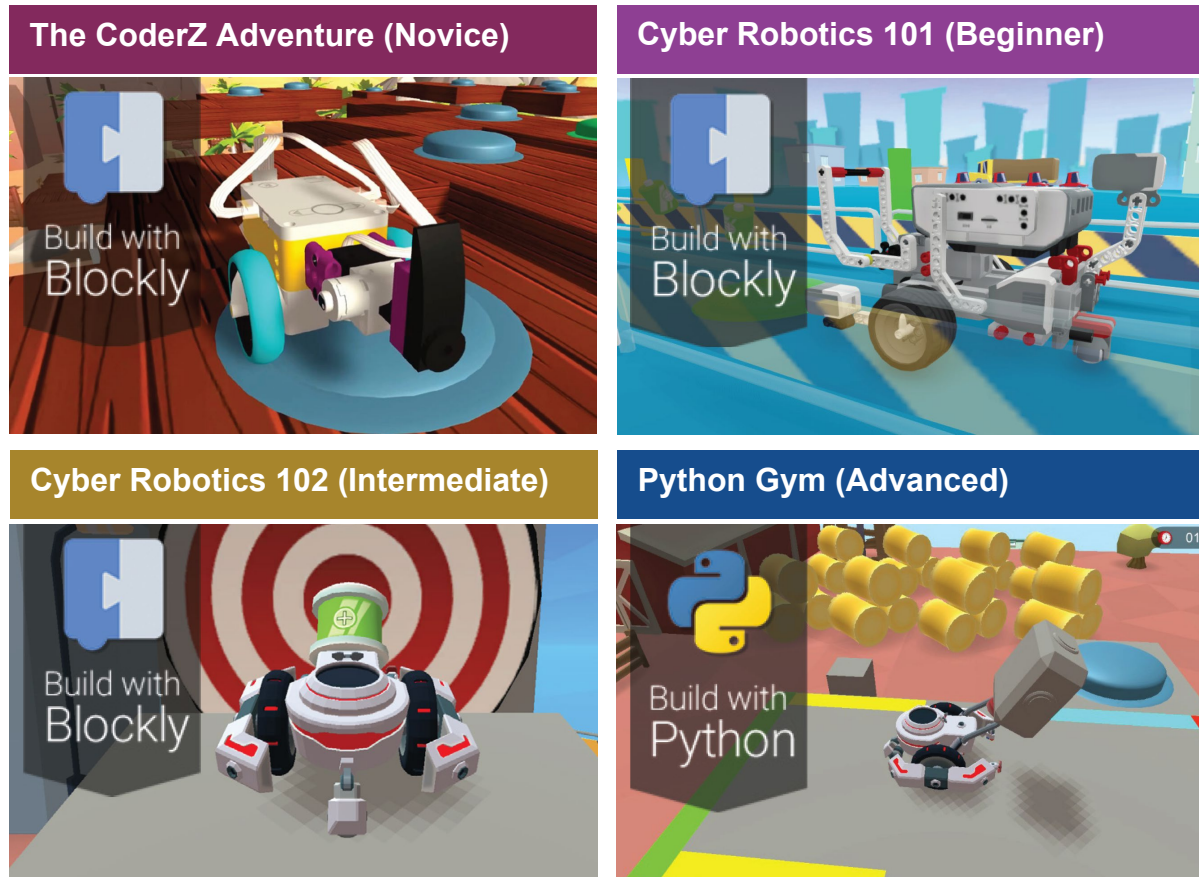 The CoderZ Adventure (Novice)
Build with
Blockly
Cyber Robotics 101 (Beginner)
Build with
Blockly
Cyber Robotics 102 (Intermediate)
Build with
Blockly
Python Gym (Advanced)
Build with
Python
01